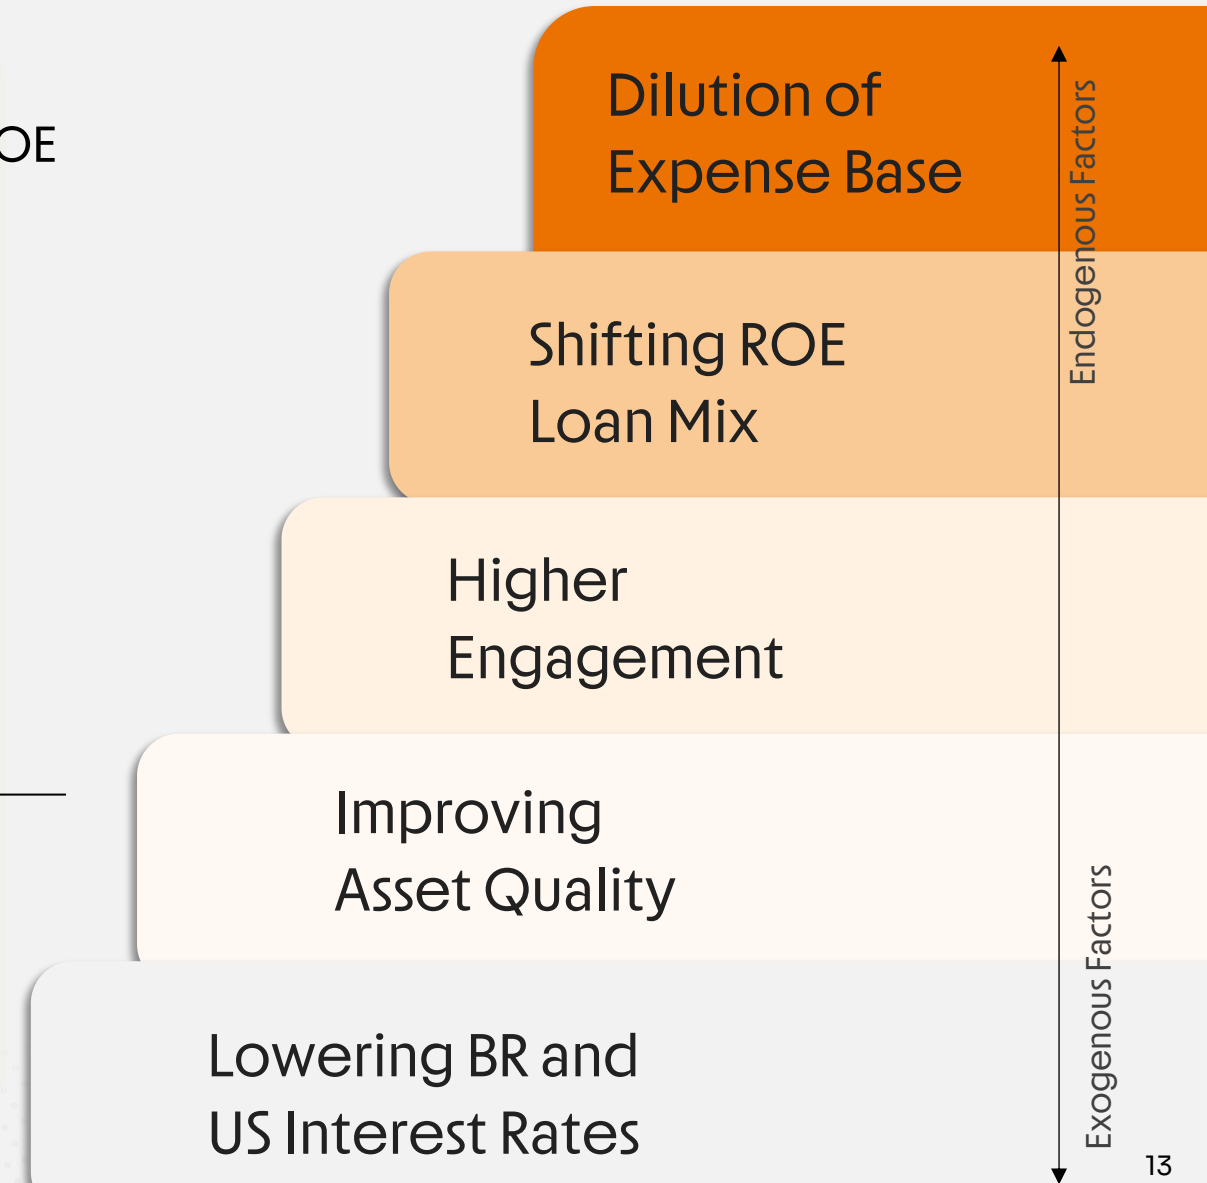 OE
Dilution of
Expense Base
Endogenous Factors
Shifting ROE
Loan Mix
Higher
Engagement
Improving
Asset Quality
Exogenous Factors
Lowering BR and
US Interest Rates
13